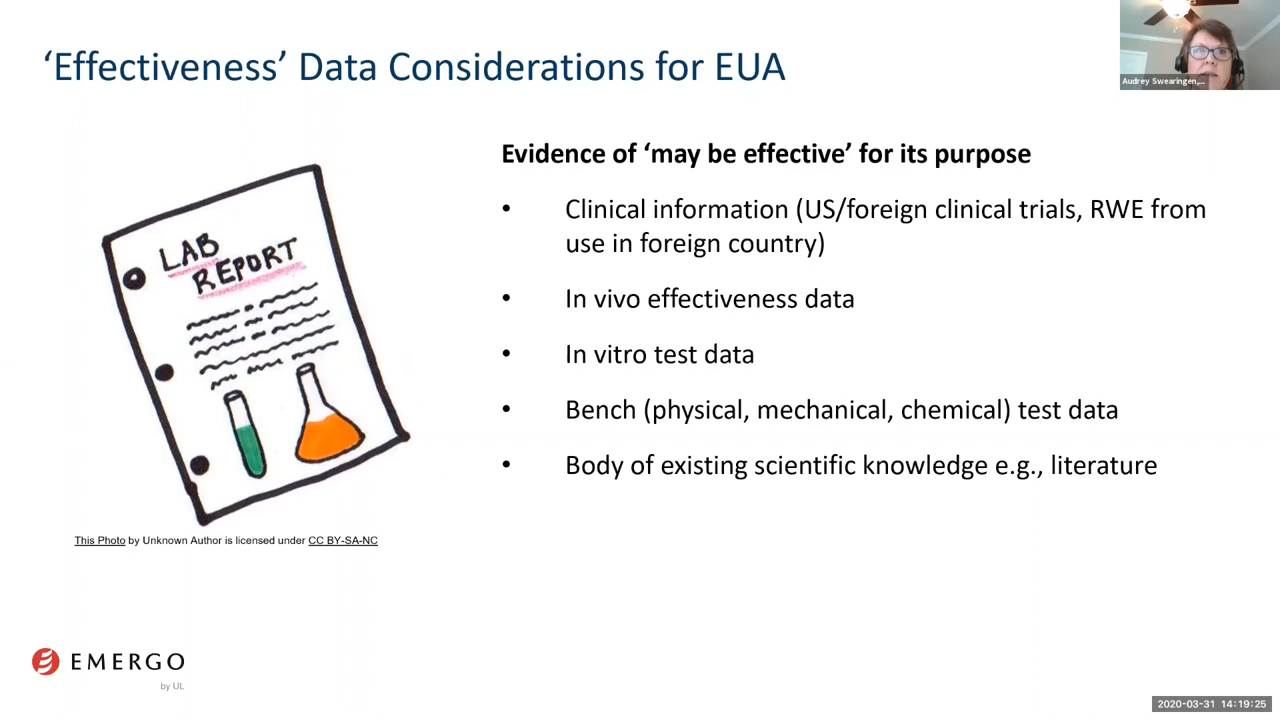 ‘Effectiveness’ Data Considerations for EUA
Audrey Swearingen,...
Evidence of ‘may be effective’ for its purpose
• Clinical information (US/foreign clinical trials, RWE from
use in foreign country)
• In vivo effectiveness data
• In vitro test data
• Bench (physical, mechanical, chemical) test data
• Body of existing scientific knowledge e.g., literature
LAB
REPORT
This Photo by Unknown Author is licensed under CC BY-SA-NC
EMERGO
by UL
2020-03-31 14:19:25